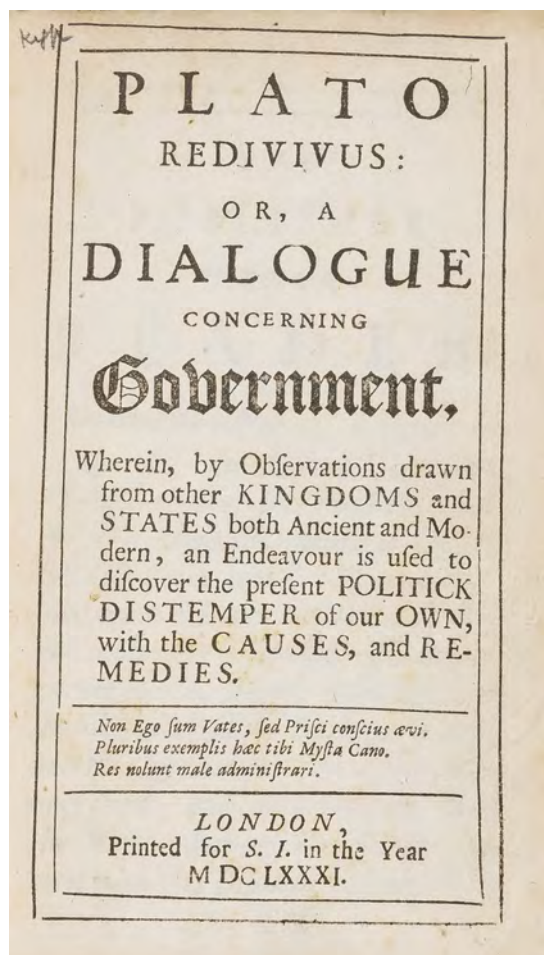 PLATO
REDIVIVUS:
OR, A
DIALOGUE
CONCERNING
Government,
Wherein, by Obſervations drawn
from other KINGDOMS and
STATES both Ancient and Mo-
dern, an Endeavour is uſed to
diſcover the preſent POLITICK
DISTEMPER of our OWN,
with the CAUSES, and RE-
MEDIES.
Non Ego ſum Vates, ſed Priſci conſcius ævi.
Pluribus exemplis hæc tibi Myſta Cano.
Res nolunt male adminiſtrari.
LONDON,
Printed for S. I. in the Year
M DC LXXXI.